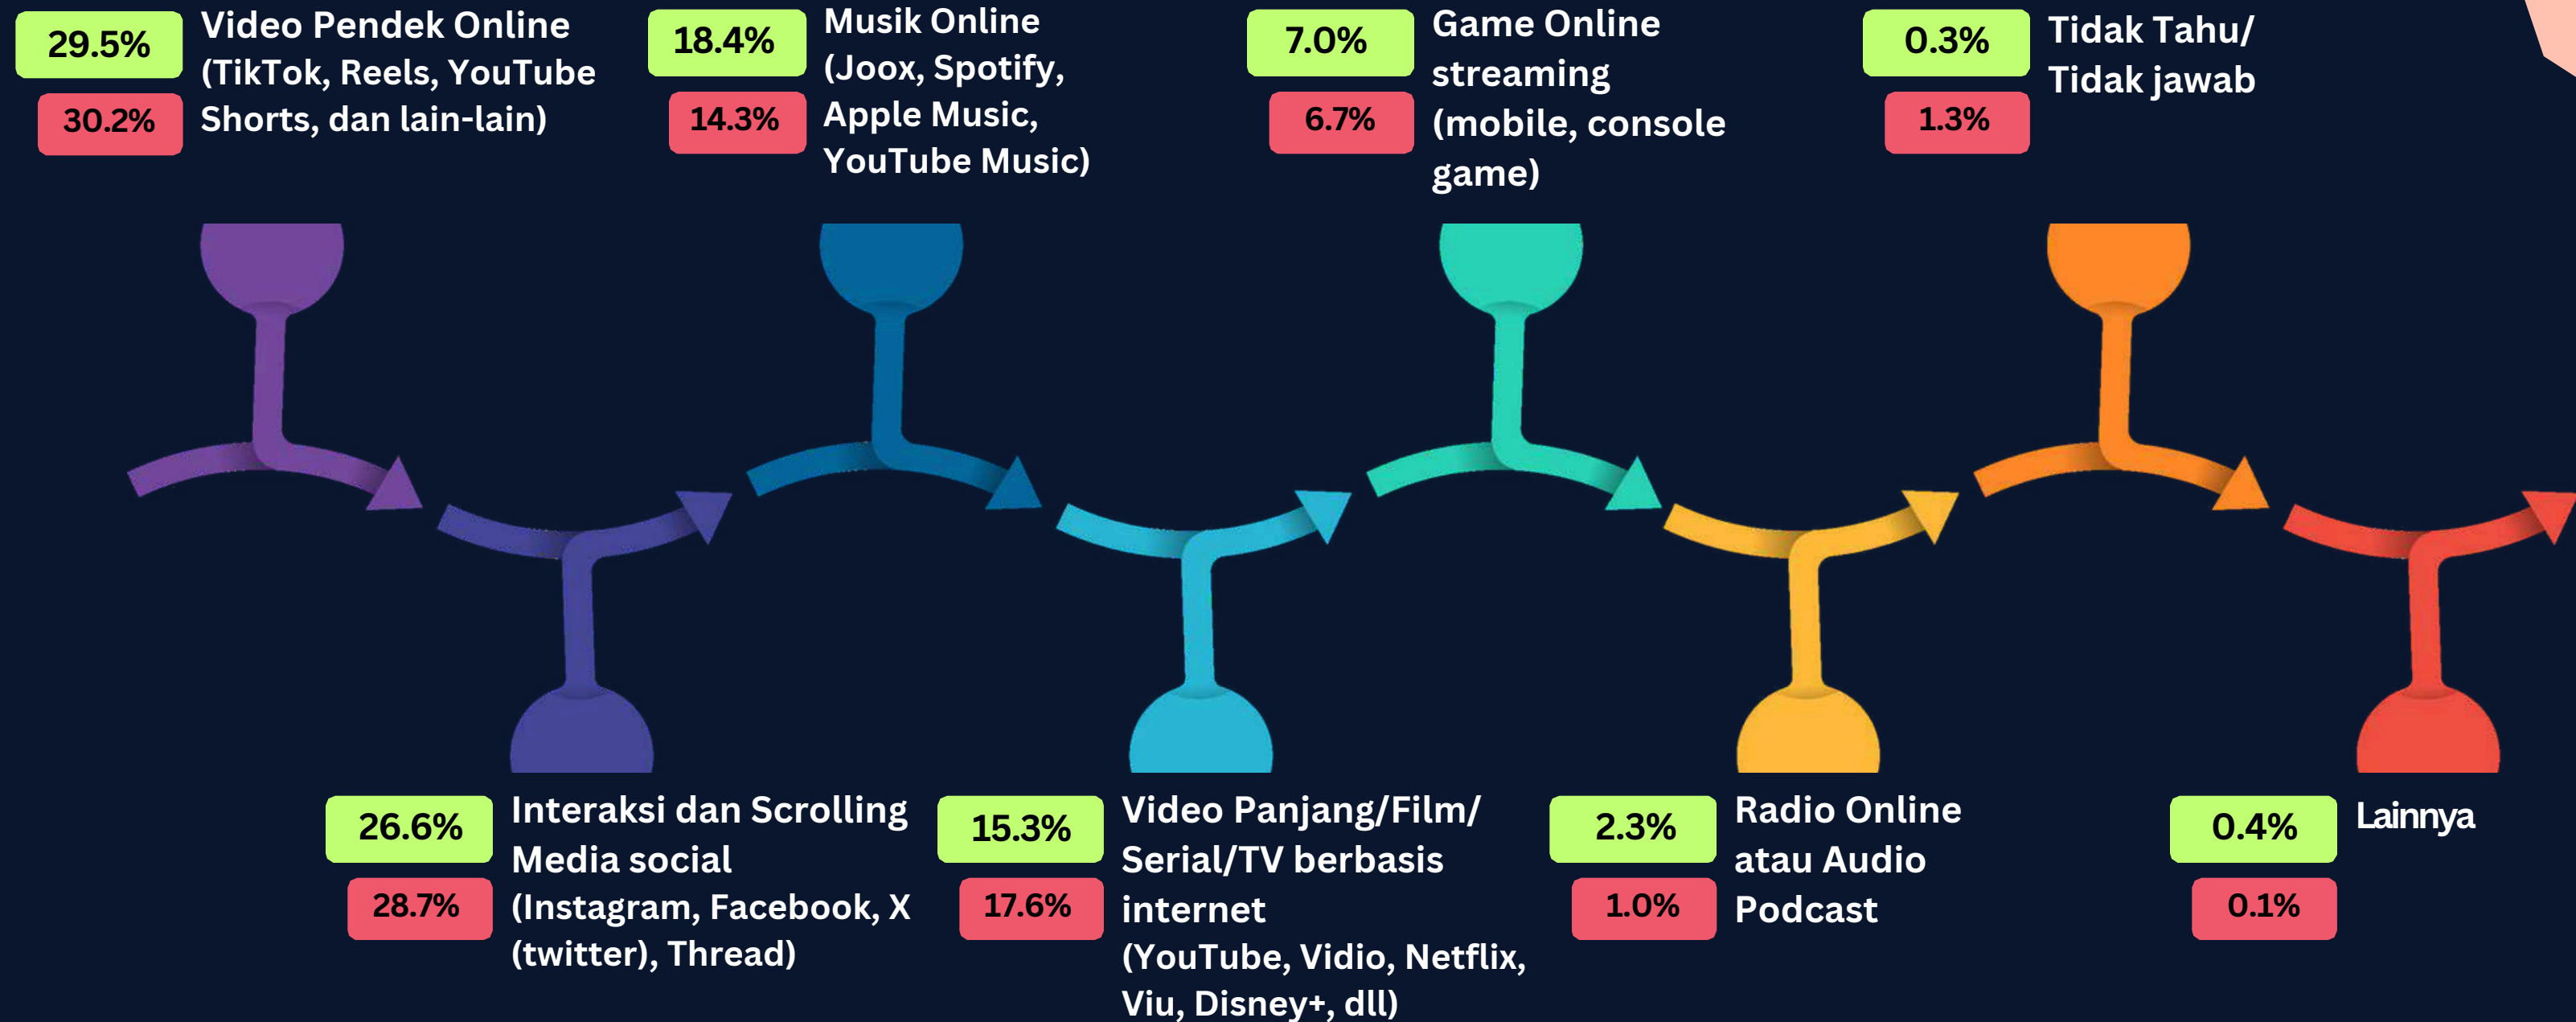 29.5%
30.2%
Video Pendek Online
(TikTok, Reels, YouTube
Shorts, dan lain-lain)
18.4%
14.3%
Musik Online
(Joox, Spotify,
Apple Music,
YouTube Music)
7.0%
6.7%
Game Online
streaming
(mobile, console
game)
0.3%
1.3%
Tidak Tahu/
Tidak jawab
26.6%
28.7%
Interaksi dan Scrolling
Media social
(Instagram, Facebook, X
(twitter), Thread)
15.3%
17.6%
Video Panjang/Film/
Serial/TV berbasis
internet
(YouTube, Vidio, Netflix,
Viu, Disney+, dll)
2.3%
1.0%
Radio Online
atau Audio
Podcast
0.4%
0.1%
Lainnya